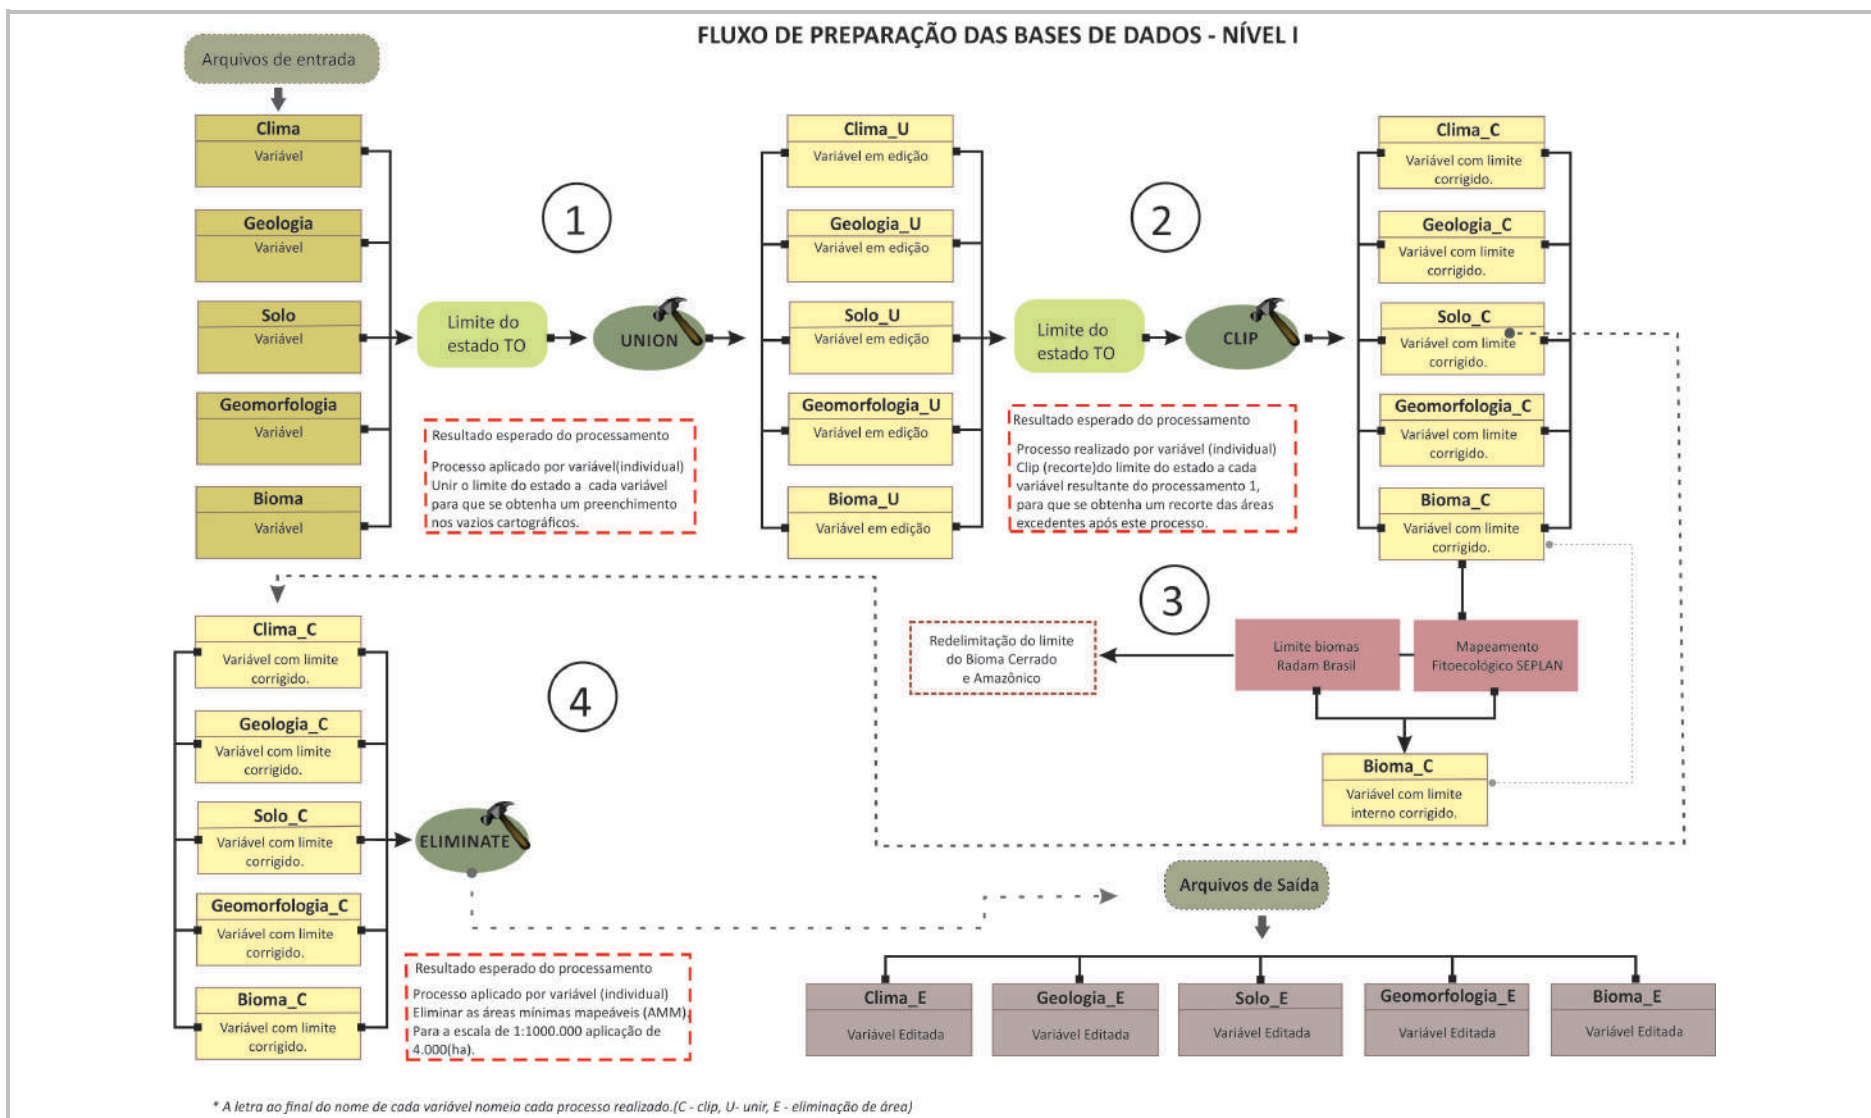 FLUXO DE PREPARAÇÃO DAS BASES DE DADOS - NÍVEL I
Arquivos de entrada
Clima
Variável
Geologia
Variável
Solo
Variável
Geomorfologia
Variável
Bioma
Variável
1
Limite do
estado TO
UNION
Resultado esperado do processamento
Processo aplicado por variável(individual)
Unir o limite do estado a cada variável
para que se obtenha um preenchimento
nos vazios cartográficos.
Clima_U
Variável em edição
Geologia_U
Variável em edição
Solo_U
Variável em edição
Geomorfologia_U
Variável em edição
Bioma_U
Variável em edição
2
Limite do
estado TO
CLIP
Resultado esperado do processamento
Processo realizado por variável (individual)
Clip (recorte)do limite do estado a cada
variável resultante do processamento 1,
para que se obtenha um recorte das áreas
excedentes após este processo.
Clima_C
Variável com limite
corrigido.
Geologia_C
Variável com limite
corrigido.
Solo_C
Variável com limite
corrigido.
Geomorfologia_C
Variável com limite
corrigido.
Bioma_C
Variável com limite
corrigido.
3
Redelimitação do limite
do Bioma Cerrado
e Amazônico
Limite biomas
Radam Brasil
Mapeamento
Fitoecológico SEPLAN
Bioma_C
Variável com limite
interno corrigido.
Clima_C
Variável com limite
corrigido.
Geologia_C
Variável com limite
corrigido.
Solo_C
Variável com limite
corrigido.
Geomorfologia_C
Variável com limite
corrigido.
Bioma_C
Variável com limite
corrigido.
4
ELIMINATE
Resultado esperado do processamento
Processo aplicado por variável (individual)
Eliminar as áreas mínimas mapeáveis (AMM).
Para a escala de 1:1000.000 aplicação de
4.000(ha).
Arquivos de Saída
Clima_E
Variável Editada
Geologia_E
Variável Editada
Solo_E
Variável Editada
Geomorfologia_E
Variável Editada
Bioma_E
Variável Editada
* A letra ao final do nome de cada variável nomeia cada processo realizado.(C - clip, U- unir, E - eliminação de área)